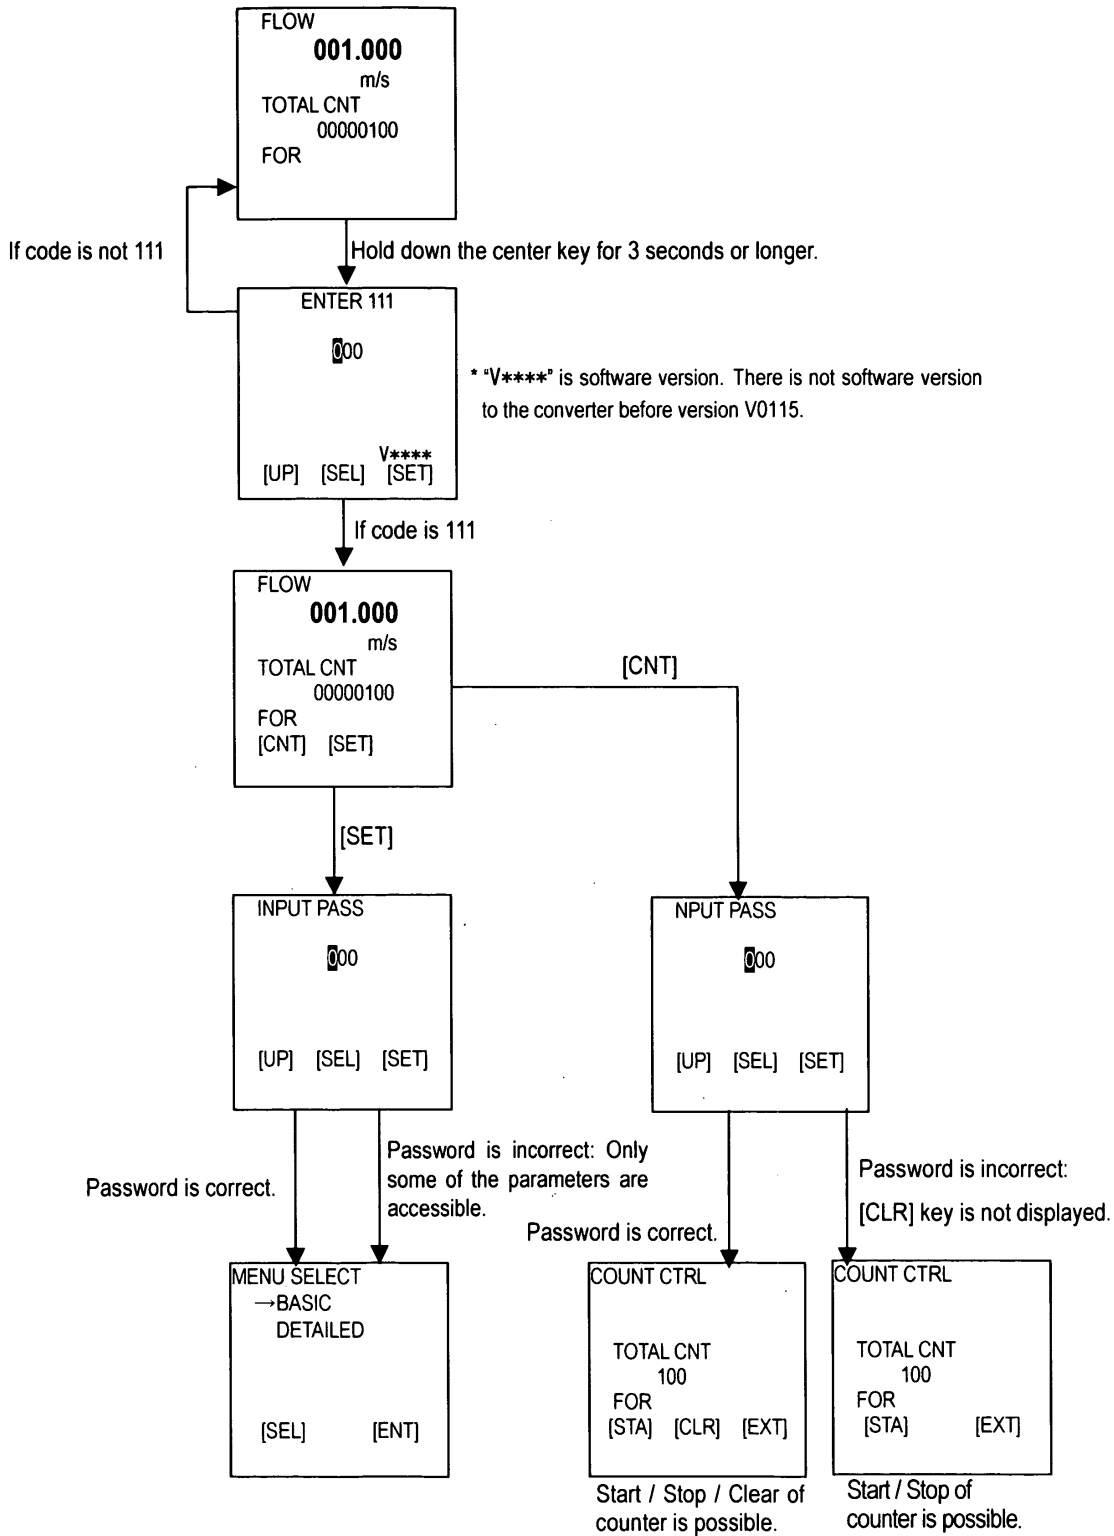 FLOW
001.000
m/s
TOTAL CNT
00000100
FOR
If code is not 111
Hold down the center key for 3 seconds or longer.
ENTER 111
000
* "V****" is software version. There is not software version
to the converter before version V0115.
V****
[UP] [SEL] [SET]
If code is 111
FLOW
001.000
m/s
TOTAL CNT
00000100
FOR
[CNT] [SET]
[CNT]
[SET]
INPUT PASS
000
[UP] [SEL] [SET]
NPUT PASS
000
[UP] [SEL] [SET]
Password is correct.
Password is incorrect: Only
some of the parameters are
accessible.
Password is correct.
Password is incorrect:
[CLR] key is not displayed.
MENU SELECT
→BASIC
DETAILED
[SEL] [ENT]
COUNT CTRL
TOTAL CNT
100
FOR
[STA] [CLR] [EXT]
Start / Stop / Clear of
counter is possible.
COUNT CTRL
TOTAL CNT
100
FOR
[STA] [EXT]
Start / Stop of
counter is possible.